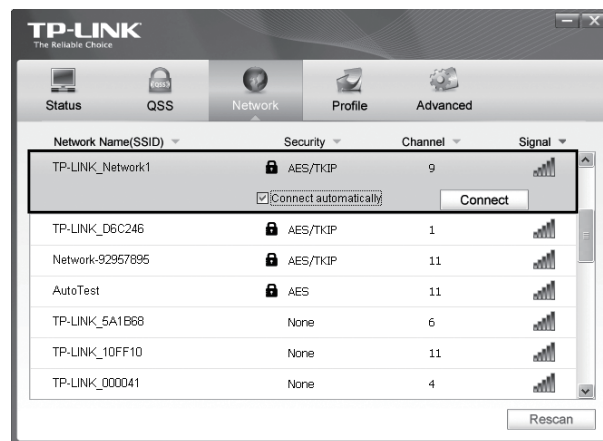 TP-LINK
The Reliable Choice
Status QSS Network Profile Advanced
Network Name(SSID) Security Channel Signal
TP-LINK_Network1 AES/TKIP 9
Connect automatically Connect
TP-LINK_D6C246 AES/TKIP 1
Network-92957895 AES/TKIP 11
AutoTest AES 11
TP-LINK_5A1B68 None 6
TP-LINK_10FF10 None 11
TP-LINK_000041 None 4
Rescan